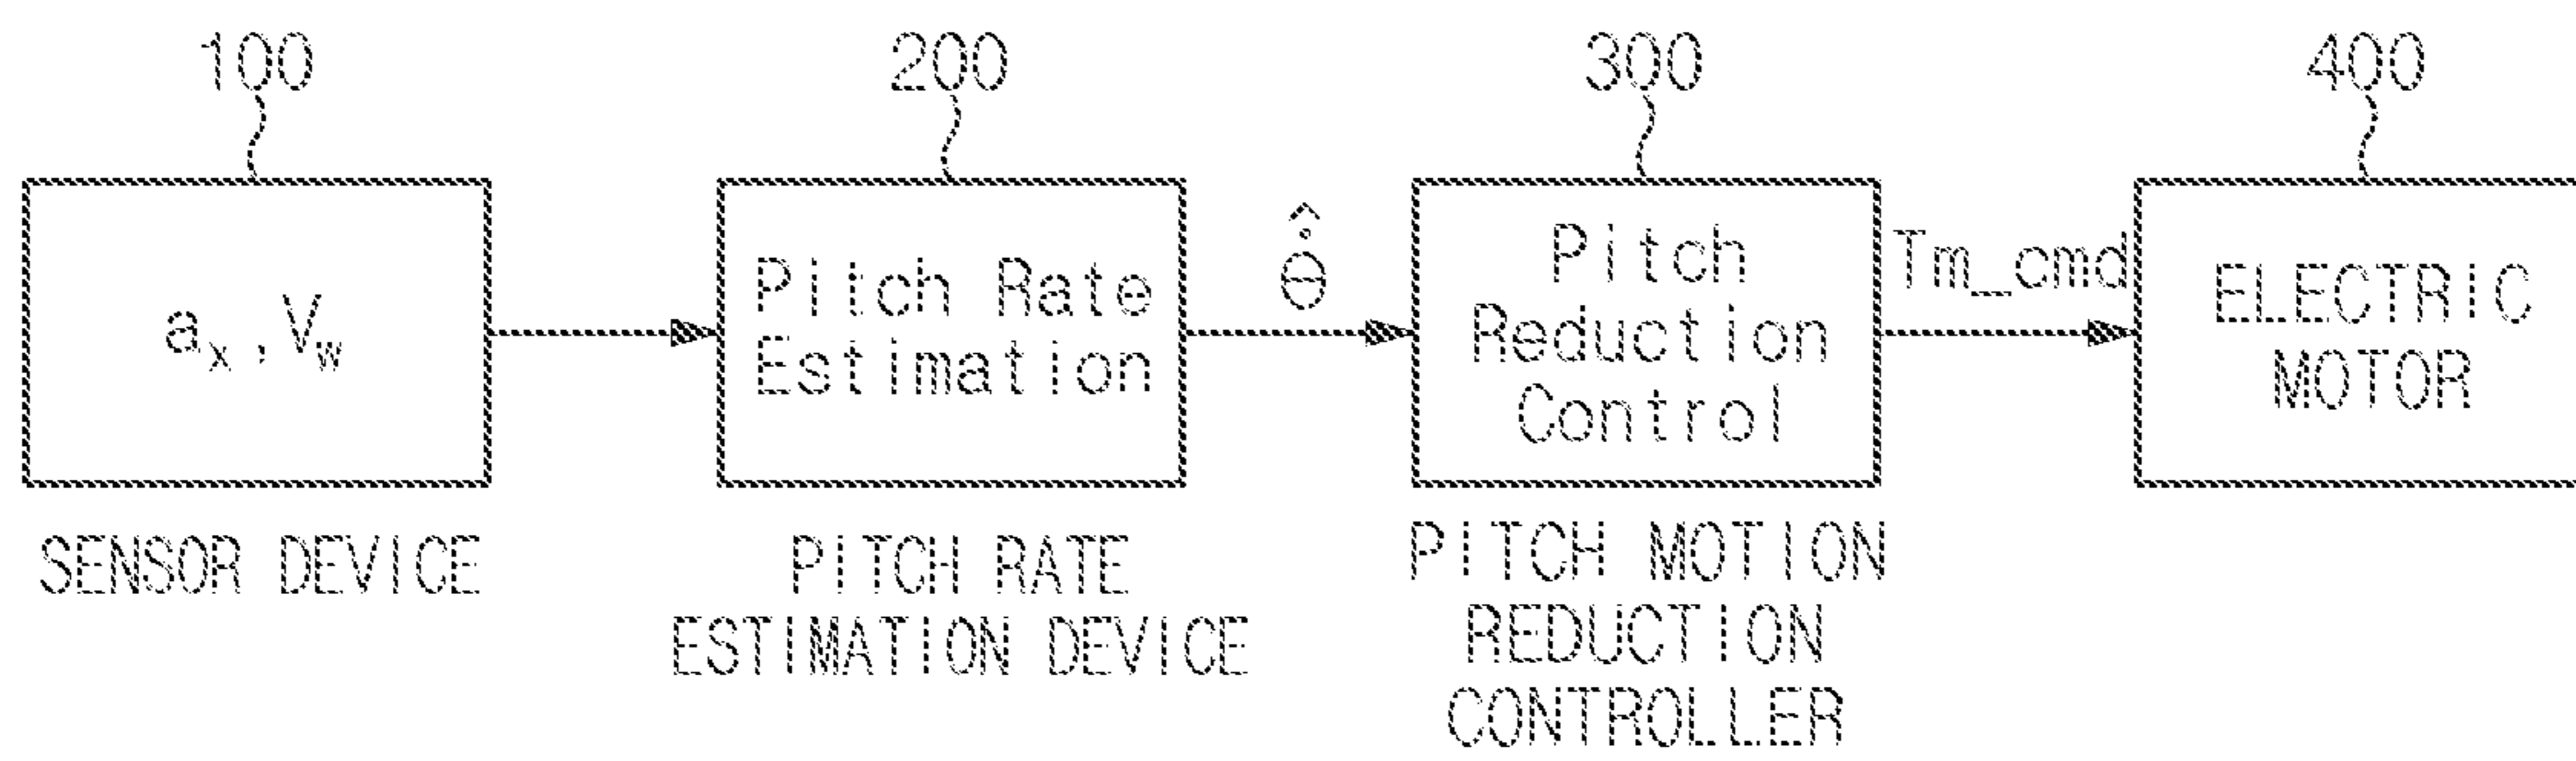 100
200
300
400
aₓ, V_w
Pitch Rate
Estimation
θ̇̂
Pitch
Reduction
Control
Tm_cmd
ELECTRIC
MOTOR
SENSOR DEVICE
PITCH RATE
ESTIMATION DEVICE
PITCH MOTION
REDUCTION
CONTROLLER